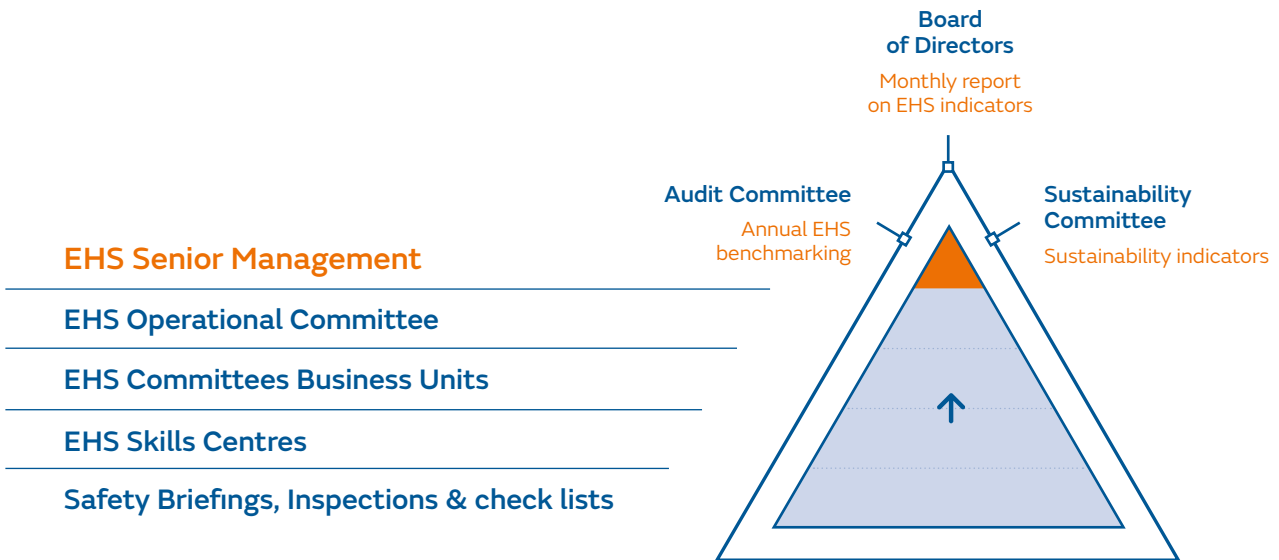 Board
of Directors
Monthly report
on EHS indicators
Audit Committee
Annual EHS
benchmarking
Sustainability
Committee
Sustainability indicators
EHS Senior Management
EHS Operational Committee
EHS Committees Business Units
EHS Skills Centres
Safety Briefings, Inspections & check lists